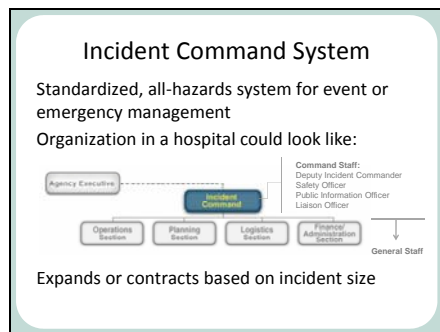 Incident Command System
Standardized, all-hazards system for event or
emergency management
Organization in a hospital could look like:
Command Staff:
Deputy Incident Commander
Safety Officer
Public Information Officer
Liaison Officer
Agency Executive
Incident
Command
Operations
Section
Planning
Section
Logistics
Section
Finance/
Administration
Section
General Staff
Expands or contracts based on incident size